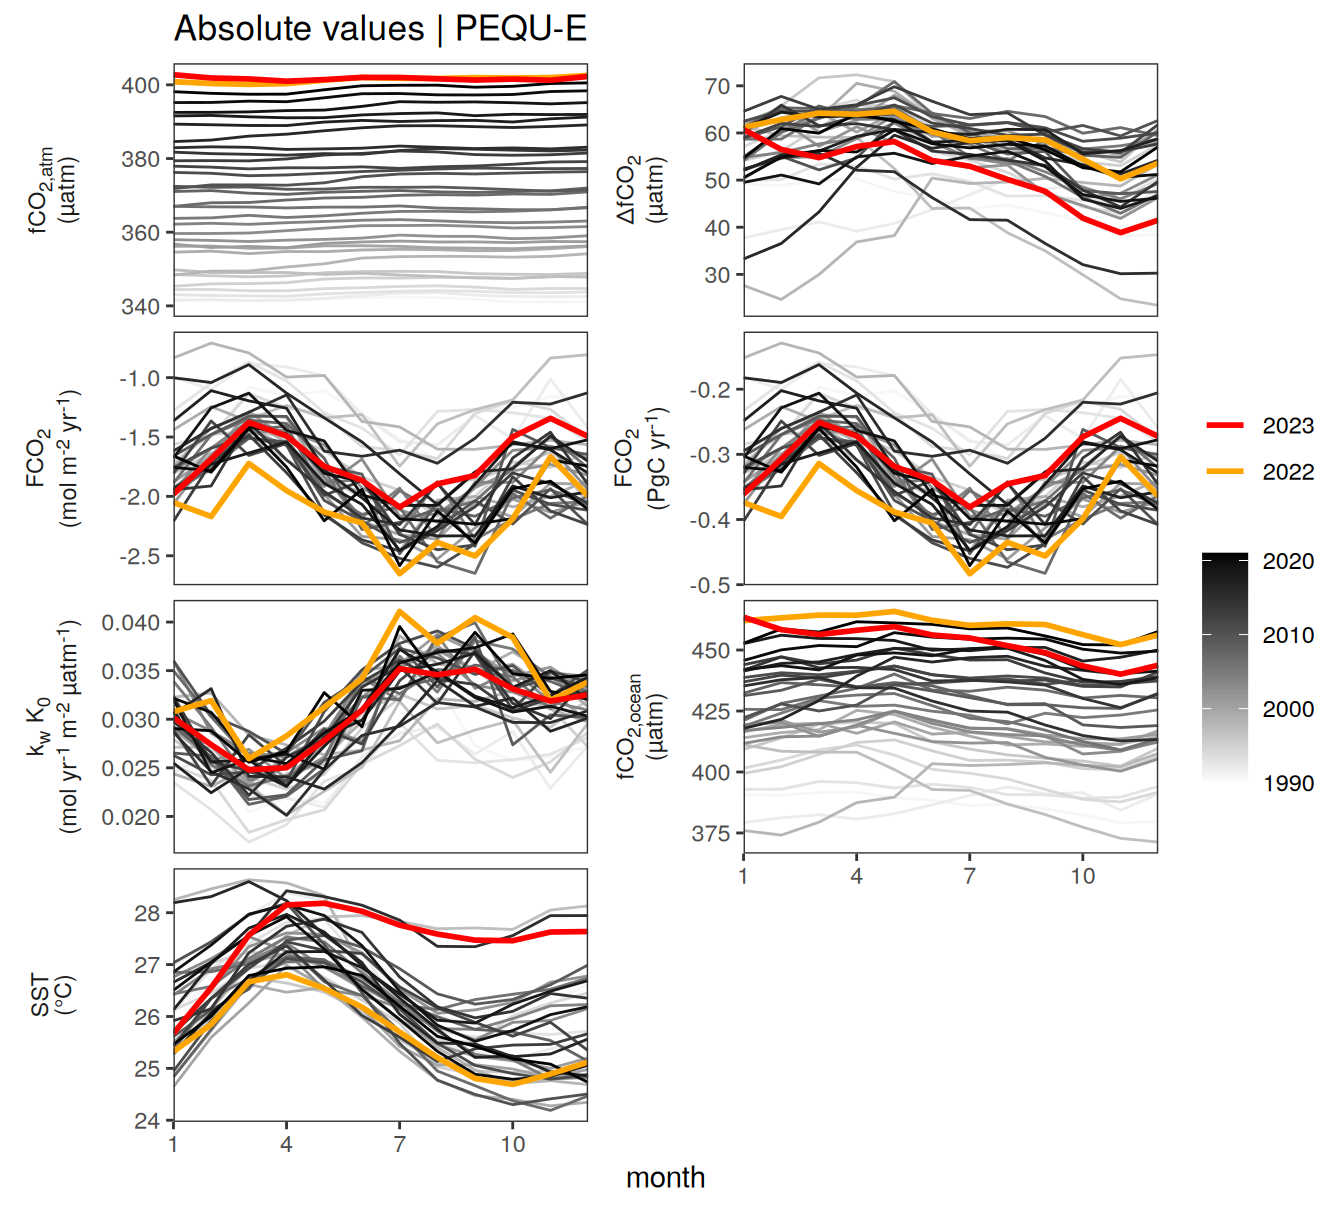 Absolute values | PEQU-E
fCO2,atm
(µatm)
400
380
360
340
ΔfCO2
(µatm)
70
60
50
40
30
FCO2
(mol m-2 yr-1)
-1.0
-1.5
-2.0
-2.5
FCO2
(PgC yr-1)
-0.2
-0.3
-0.4
-0.5
kw K0
(mol yr-1 m-2 µatm-1)
0.040
0.035
0.030
0.025
0.020
fCO2,ocean
(µatm)
450
425
400
375
1 4 7 10
SST
(°C)
28
27
26
25
24
1 4 7 10
month
2023
2022
2020
2010
2000
1990